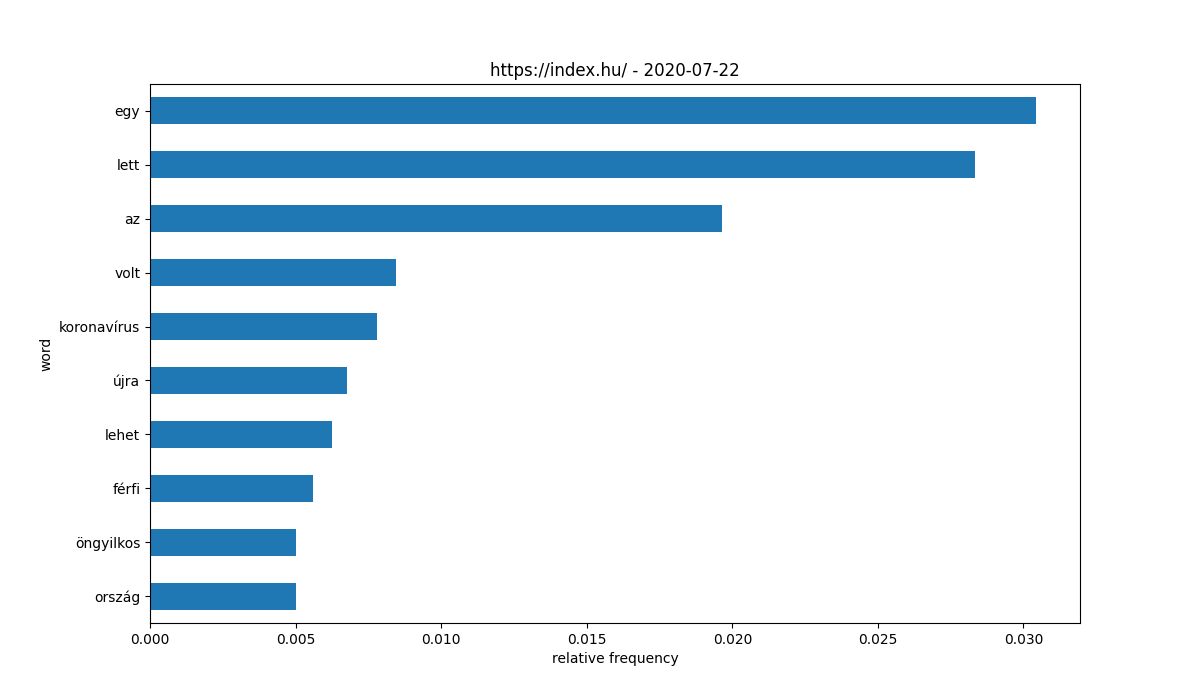 https://index.hu/ - 2020-07-22
egy
lett
az
volt
koronavírus
újra
lehet
férfi
öngyilkos
ország
word
0.000 0.005 0.010 0.015 0.020 0.025 0.030
relative frequency